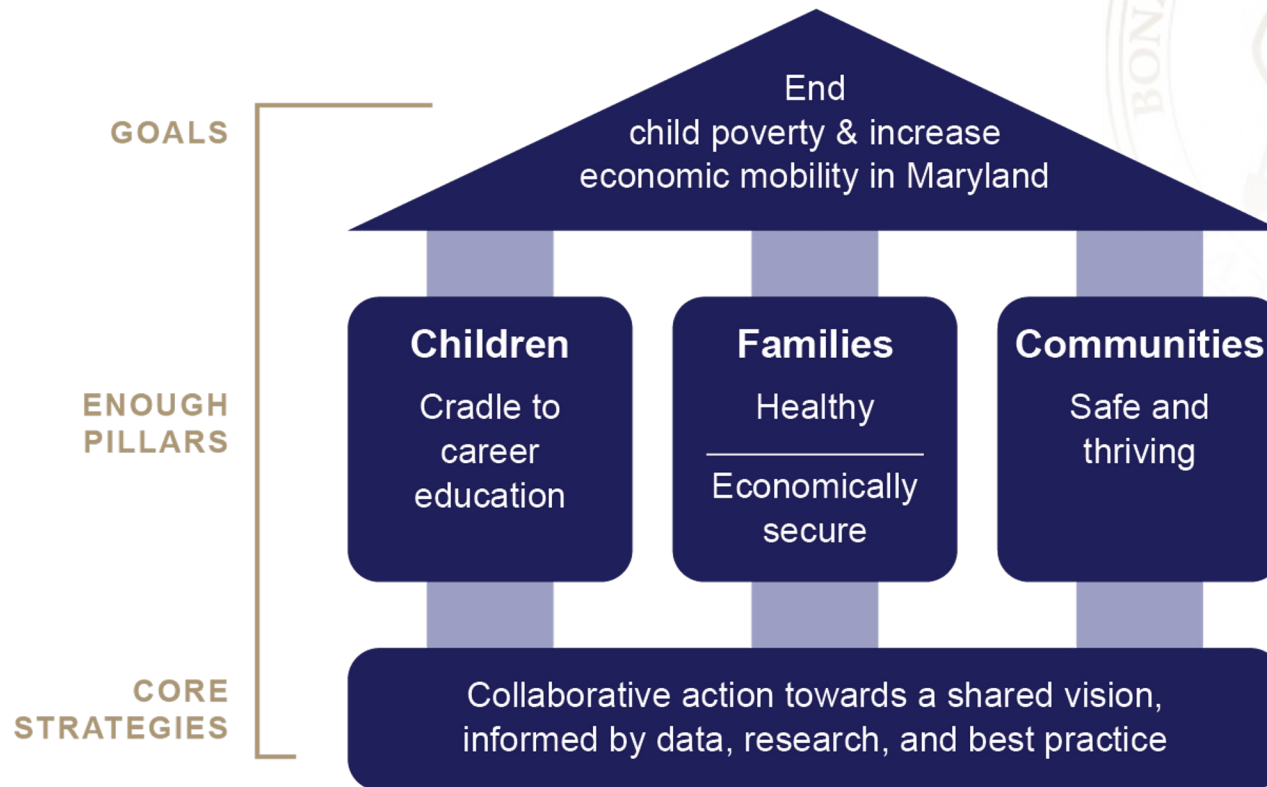 GOALS
End
child poverty & increase
economic mobility in Maryland
ENOUGH
PILLARS
Children
Cradle to
career
education
Families
Healthy
Economically
secure
Communities
Safe and
thriving
CORE
STRATEGIES
Collaborative action towards a shared vision,
informed by data, research, and best practice